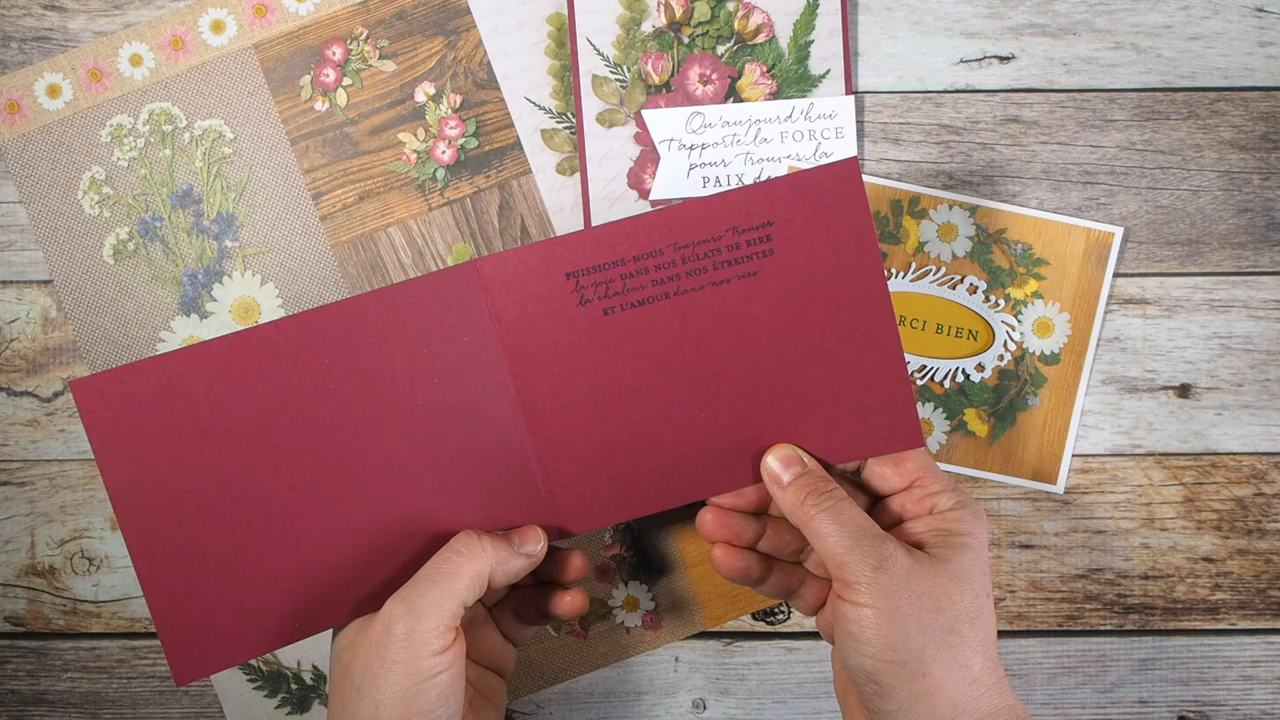 Qu'aujourd'hui
t'apporte la FORCE
pour trouver la
PAIX
PUISSIONS-NOUS toujours trouver
la joie DANS NOS ÉCLATS DE RIRE
la chaleur DANS NOS ÉTREINTES
ET L'AMOUR dans nos vies
RCI BIEN